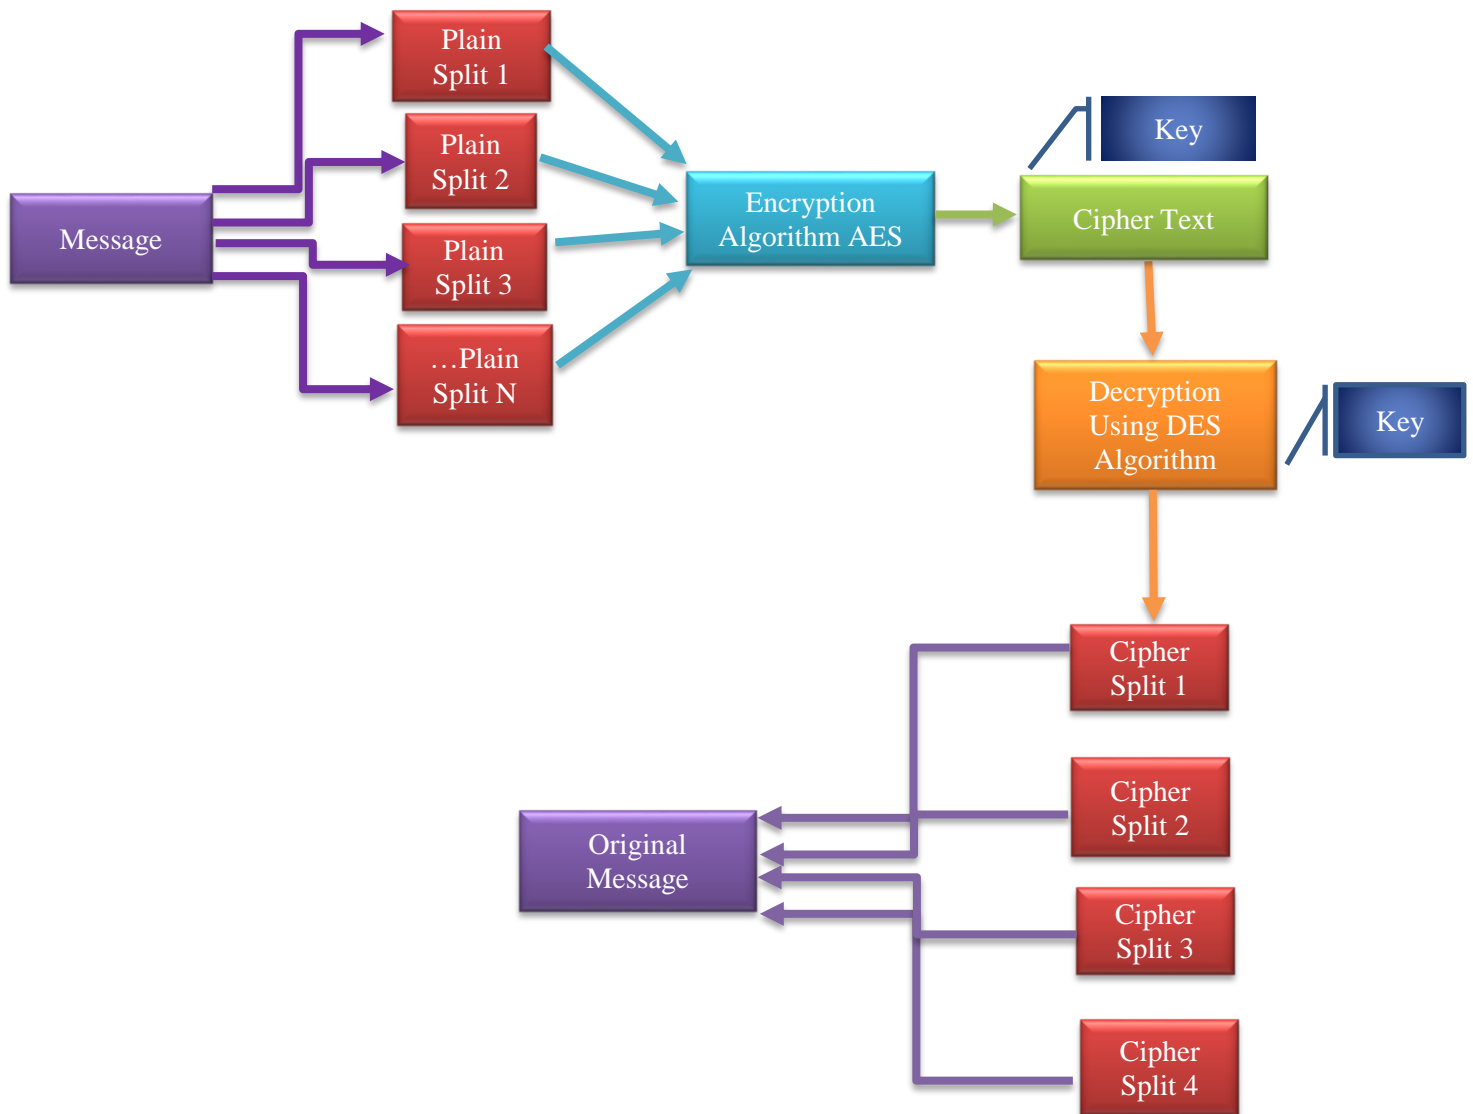 Message
Plain
Split 1
Plain
Split 2
Plain
Split 3
…Plain
Split N
Encryption
Algorithm AES
Key
Cipher Text
Decryption
Using DES
Algorithm
Key
Cipher
Split 1
Cipher
Split 2
Cipher
Split 3
Cipher
Split 4
Original
Message